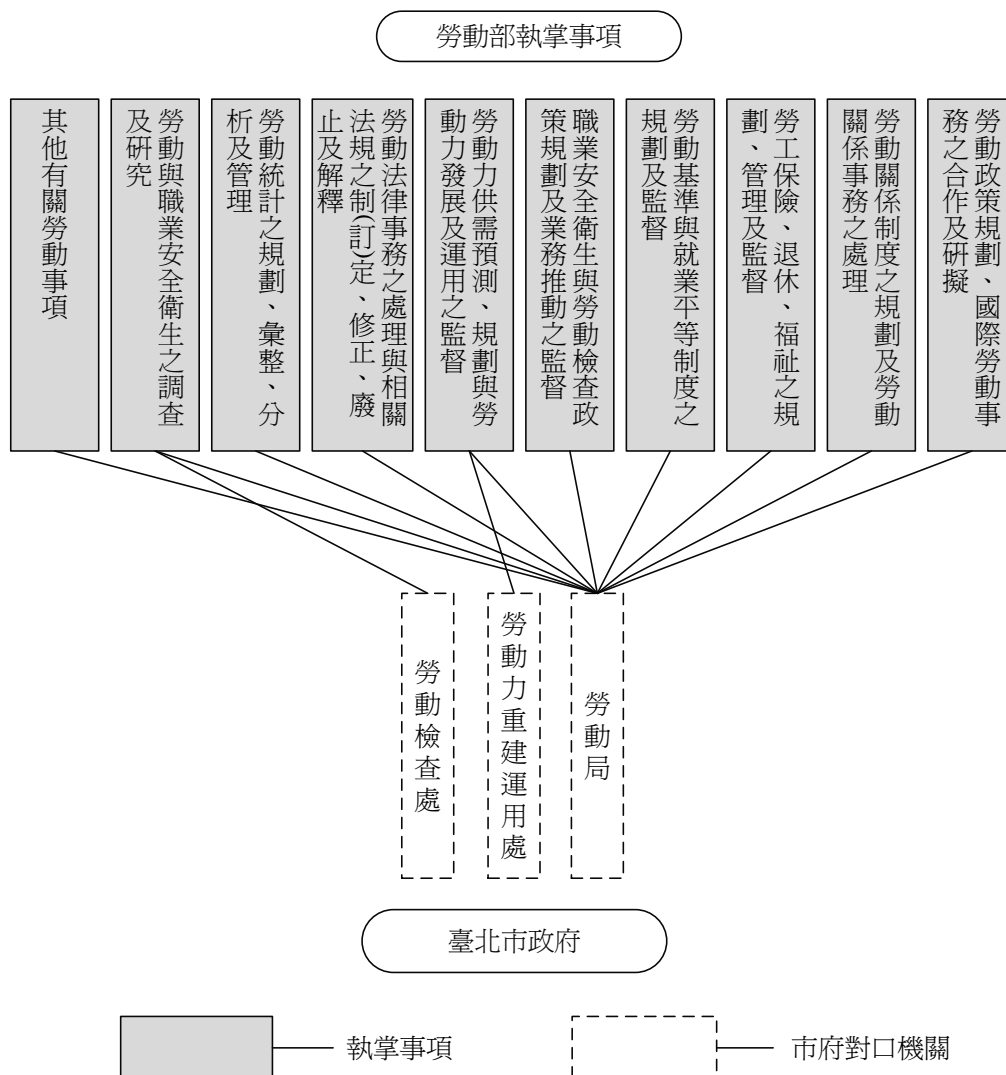 勞動部執掌事項
勞動政策規劃、國際勞動事
務之合作及研擬
勞動關係制度之規劃及勞動
關係事務之處理
勞工保險、退休、福祉之規
劃、管理及監督
勞動基準與就業平等制度之
規劃及監督
職業安全衛生與勞動檢查政
策規劃及業務推動之監督
勞動力供需預測、規劃與勞
動力發展及運用之監督
勞動法律事務之處理與相關
法規之制(訂)定、修正、廢
止及解釋
勞動統計之規劃、彙整、分
析及管理
勞動與職業安全衛生之調查
及研究
其他有關勞動事項
勞動局
勞動力重建運用處
勞動檢查處
臺北市政府
執掌事項
市府對口機關